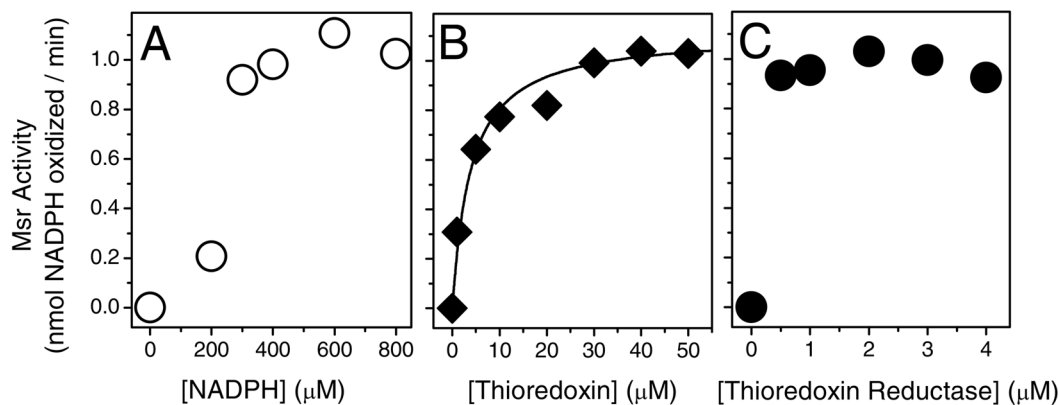 A
B
C
Msr Activity
(nmol NADPH oxidized / min)
1.0
0.8
0.6
0.4
0.2
0.0
0 200 400 600 800
0 10 20 30 40 50
0 1 2 3 4
[NADPH] (μM)
[Thioredoxin] (μM)
[Thioredoxin Reductase] (μM)